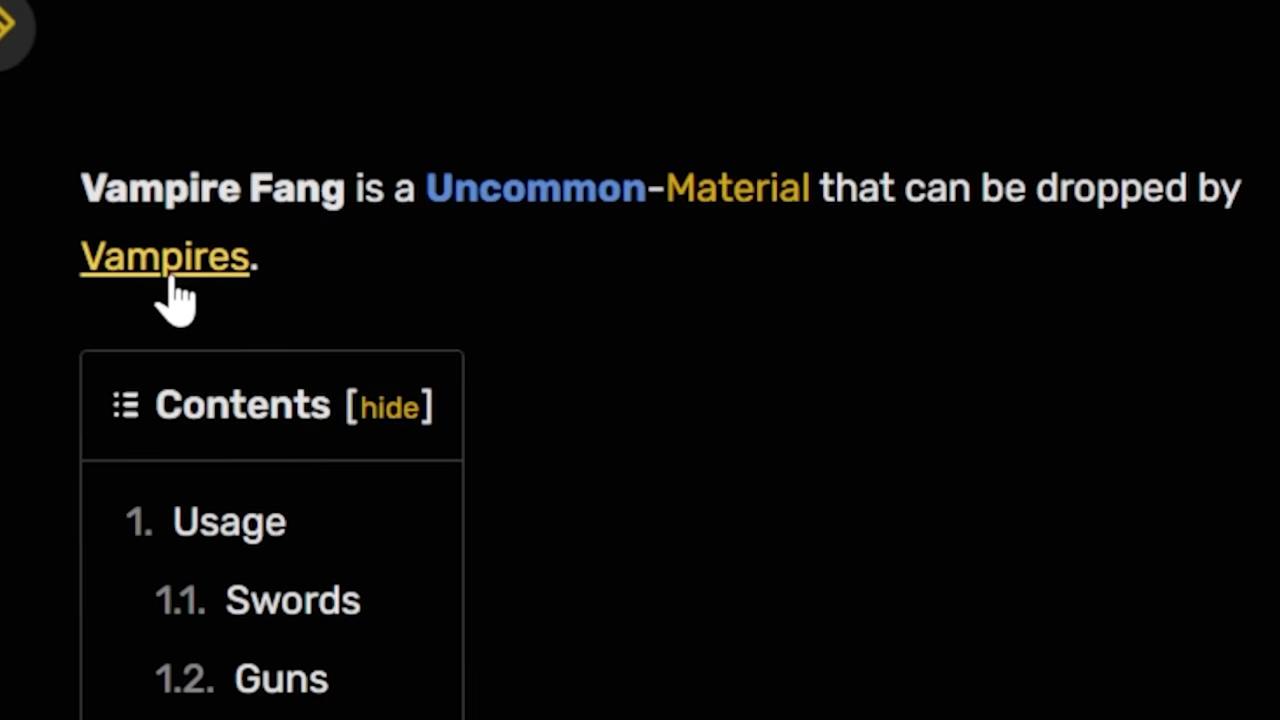 Vampire Fang is a Uncommon-Material that can be dropped by
Vampires.
Contents [hide]
1. Usage
1.1. Swords
1.2. Guns